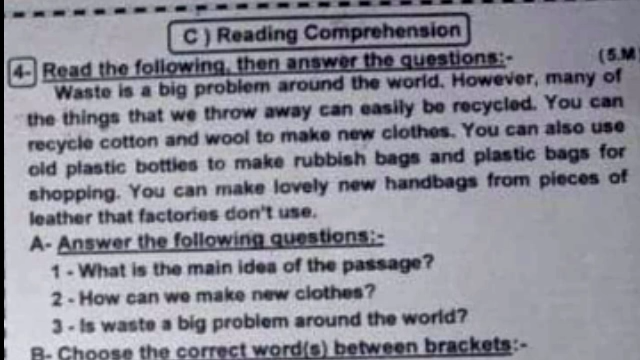 C ) Reading Comprehension
4- Read the following, then answer the questions:- (5.M
Waste is a big problem around the world. However, many of
the things that we throw away can easily be recycled. You can
recycle cotton and wool to make new clothes. You can also use
old plastic bottles to make rubbish bags and plastic bags for
shopping. You can make lovely new handbags from pieces of
leather that factories don't use.
A- Answer the following questions:-
1 - What is the main idea of the passage?
2 - How can we make new clothes?
3 - Is waste a big problem around the world?
B- Choose the correct word(s) between brackets:-